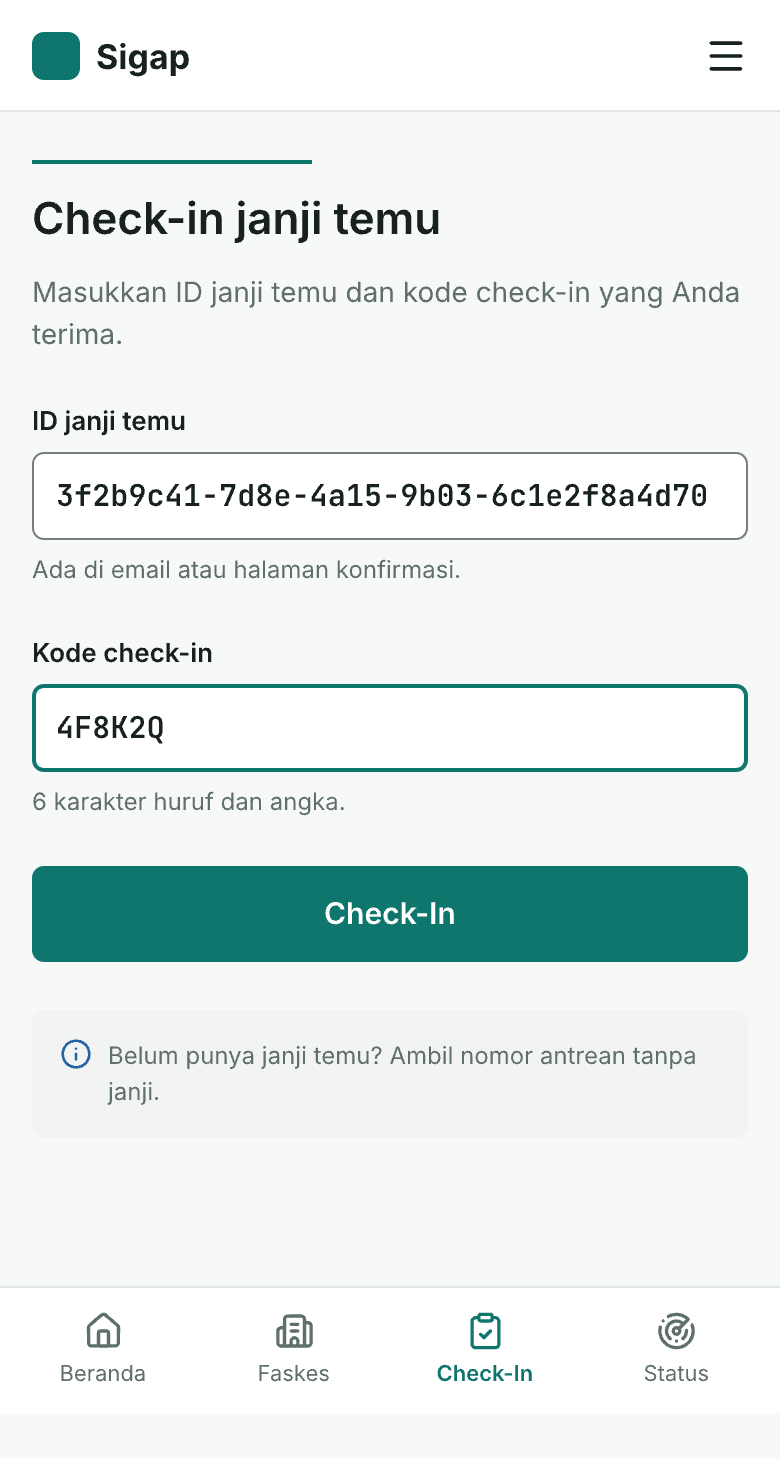 Sigap
Check-in janji temu
Masukkan ID janji temu dan kode check-in yang Anda
terima.
ID janji temu
3f2b9c41-7d8e-4a15-9b03-6c1e2f8a4d70
Ada di email atau halaman konfirmasi.
Kode check-in
4F8K2Q
6 karakter huruf dan angka.
Check-In
Belum punya janji temu? Ambil nomor antrean tanpa
janji.
Beranda
Faskes
Check-In
Status